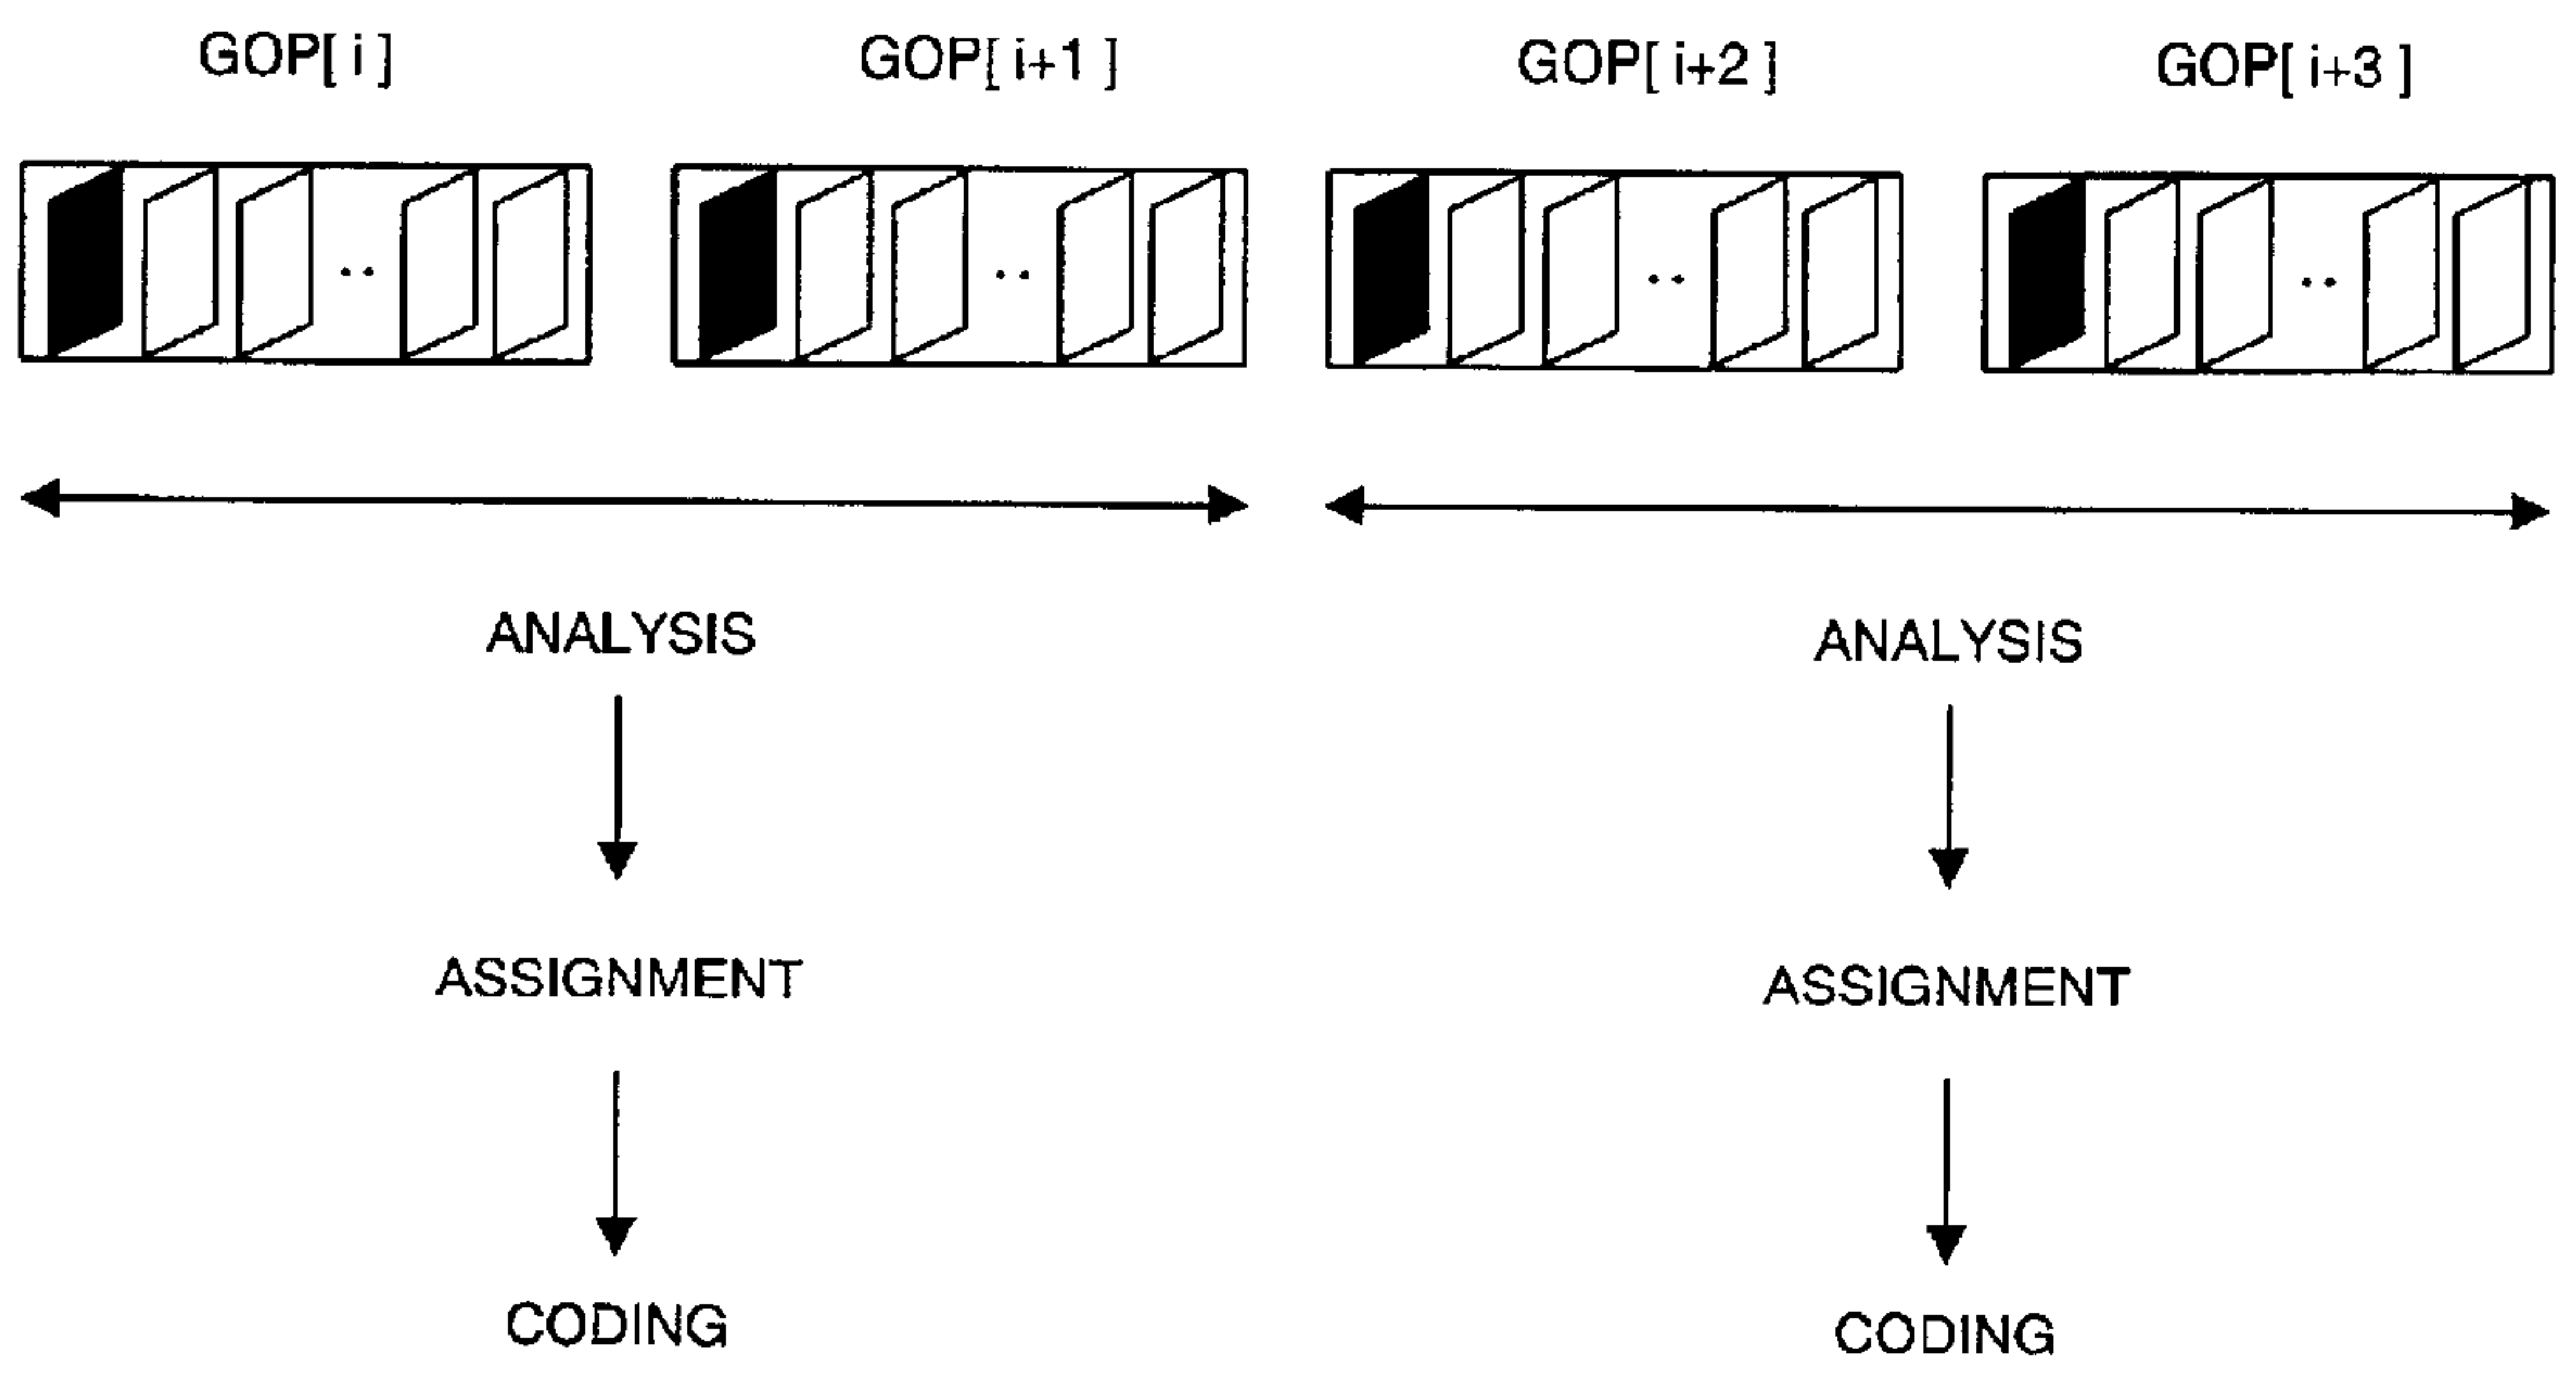 GOP[ i ] GOP[ i+1 ] GOP[ i+2 ] GOP[ i+3 ]
ANALYSIS ANALYSIS
ASSIGNMENT ASSIGNMENT
CODING CODING